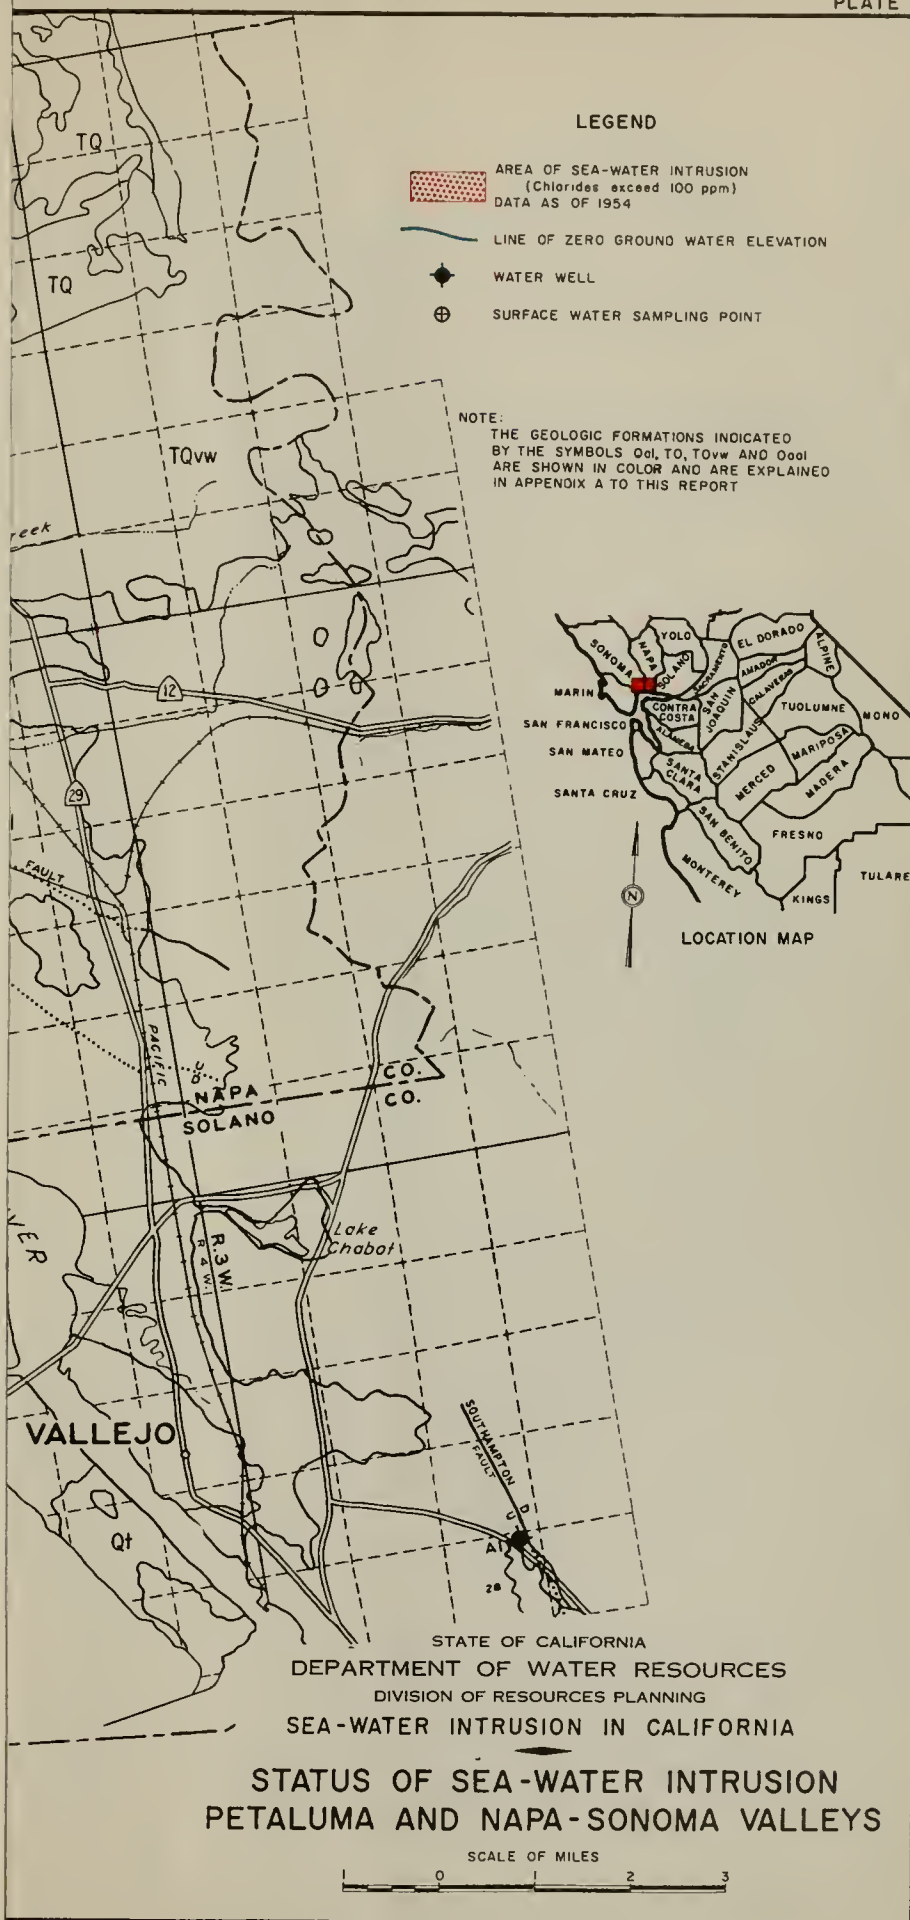 PLATE
LEGEND
AREA OF SEA-WATER INTRUSION
(Chlorides exceed 100 ppm)
DATA AS OF 1954
LINE OF ZERO GROUND WATER ELEVATION
WATER WELL
SURFACE WATER SAMPLING POINT
NOTE:
THE GEOLOGIC FORMATIONS INDICATED
BY THE SYMBOLS Qal, TQ, TQvw AND Qoal
ARE SHOWN IN COLOR AND ARE EXPLAINED
IN APPENDIX A TO THIS REPORT
TQ
TQ
TQvw
reek
12
29
FAULT
PACIFIC
U
D
NAPA
SOLANO
CO.
CO.
VER
Lake
Chabot
R.3 W.
R 4 W.
VALLEJO
Qt
SOUTHAMPTON
FAULT
D
U
A1
28
SONOMA
NAPA
YOLO
SOLANO
SACRAMENTO
EL DORADO
ALPINE
AMADOR
CALAVERAS
MARIN
CONTRA
COSTA
SAN
JOAQUIN
TUOLUMNE
MONO
SAN FRANCISCO
ALAMEDA
STANISLAUS
MARIPOSA
SAN MATEO
SANTA
CLARA
MERCED
MADERA
SANTA CRUZ
SAN BENITO
FRESNO
MONTEREY
KINGS
TULARE
N
LOCATION MAP
STATE OF CALIFORNIA
DEPARTMENT OF WATER RESOURCES
DIVISION OF RESOURCES PLANNING
SEA-WATER INTRUSION IN CALIFORNIA
STATUS OF SEA-WATER INTRUSION
PETALUMA AND NAPA-SONOMA VALLEYS
SCALE OF MILES
1 0 1 2 3